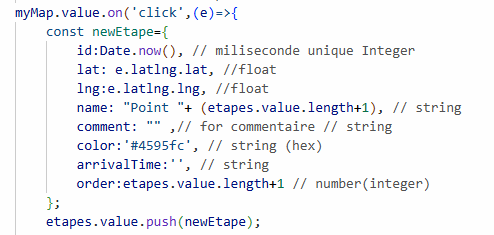 myMap.value.on('click',(e)=>{
const newEtape={
id:Date.now(), // miliseconde unique Integer
lat: e.latlng.lat, //float
lng:e.latlng.lng, //float
name: "Point "+ (etapes.value.length+1), // string
comment: "" ,// for commentaire // string
color:'#4595fc', // string (hex)
arrivalTime:'', // string
order:etapes.value.length+1 // number(integer)
};
etapes.value.push(newEtape);